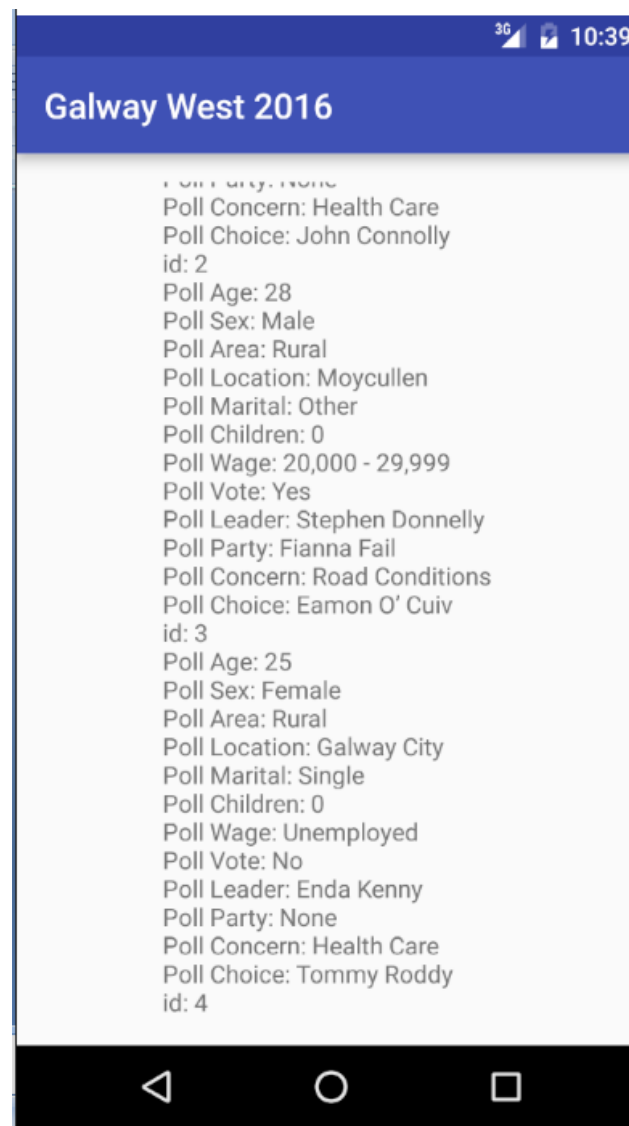 3G 10:39
Galway West 2016
Poll Party: None
Poll Concern: Health Care
Poll Choice: John Connolly
id: 2
Poll Age: 28
Poll Sex: Male
Poll Area: Rural
Poll Location: Moycullen
Poll Marital: Other
Poll Children: 0
Poll Wage: 20,000 - 29,999
Poll Vote: Yes
Poll Leader: Stephen Donnelly
Poll Party: Fianna Fail
Poll Concern: Road Conditions
Poll Choice: Eamon O’ Cuiv
id: 3
Poll Age: 25
Poll Sex: Female
Poll Area: Rural
Poll Location: Galway City
Poll Marital: Single
Poll Children: 0
Poll Wage: Unemployed
Poll Vote: No
Poll Leader: Enda Kenny
Poll Party: None
Poll Concern: Health Care
Poll Choice: Tommy Roddy
id: 4